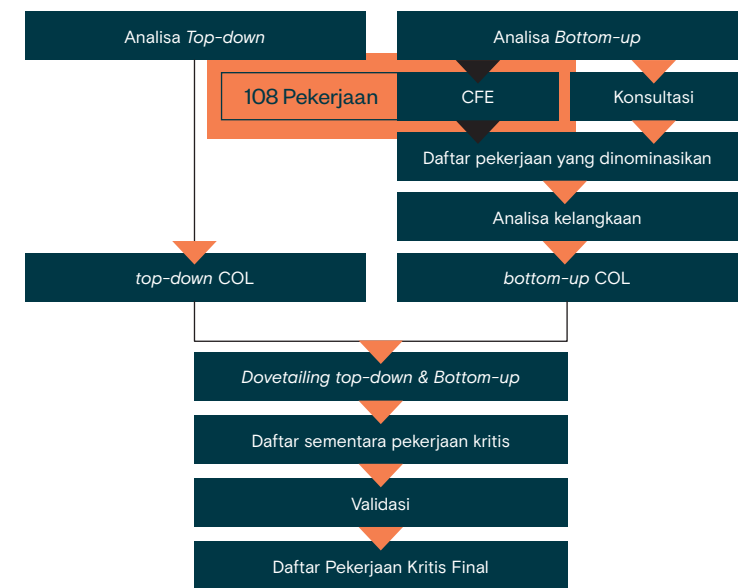 Analisa Top-down
Analisa Bottom-up
108 Pekerjaan
CFE
Konsultasi
Daftar pekerjaan yang dinominasikan
Analisa kelangkaan
top-down COL
bottom-up COL
Dovetailing top-down & Bottom-up
Daftar sementara pekerjaan kritis
Validasi
Daftar Pekerjaan Kritis Final